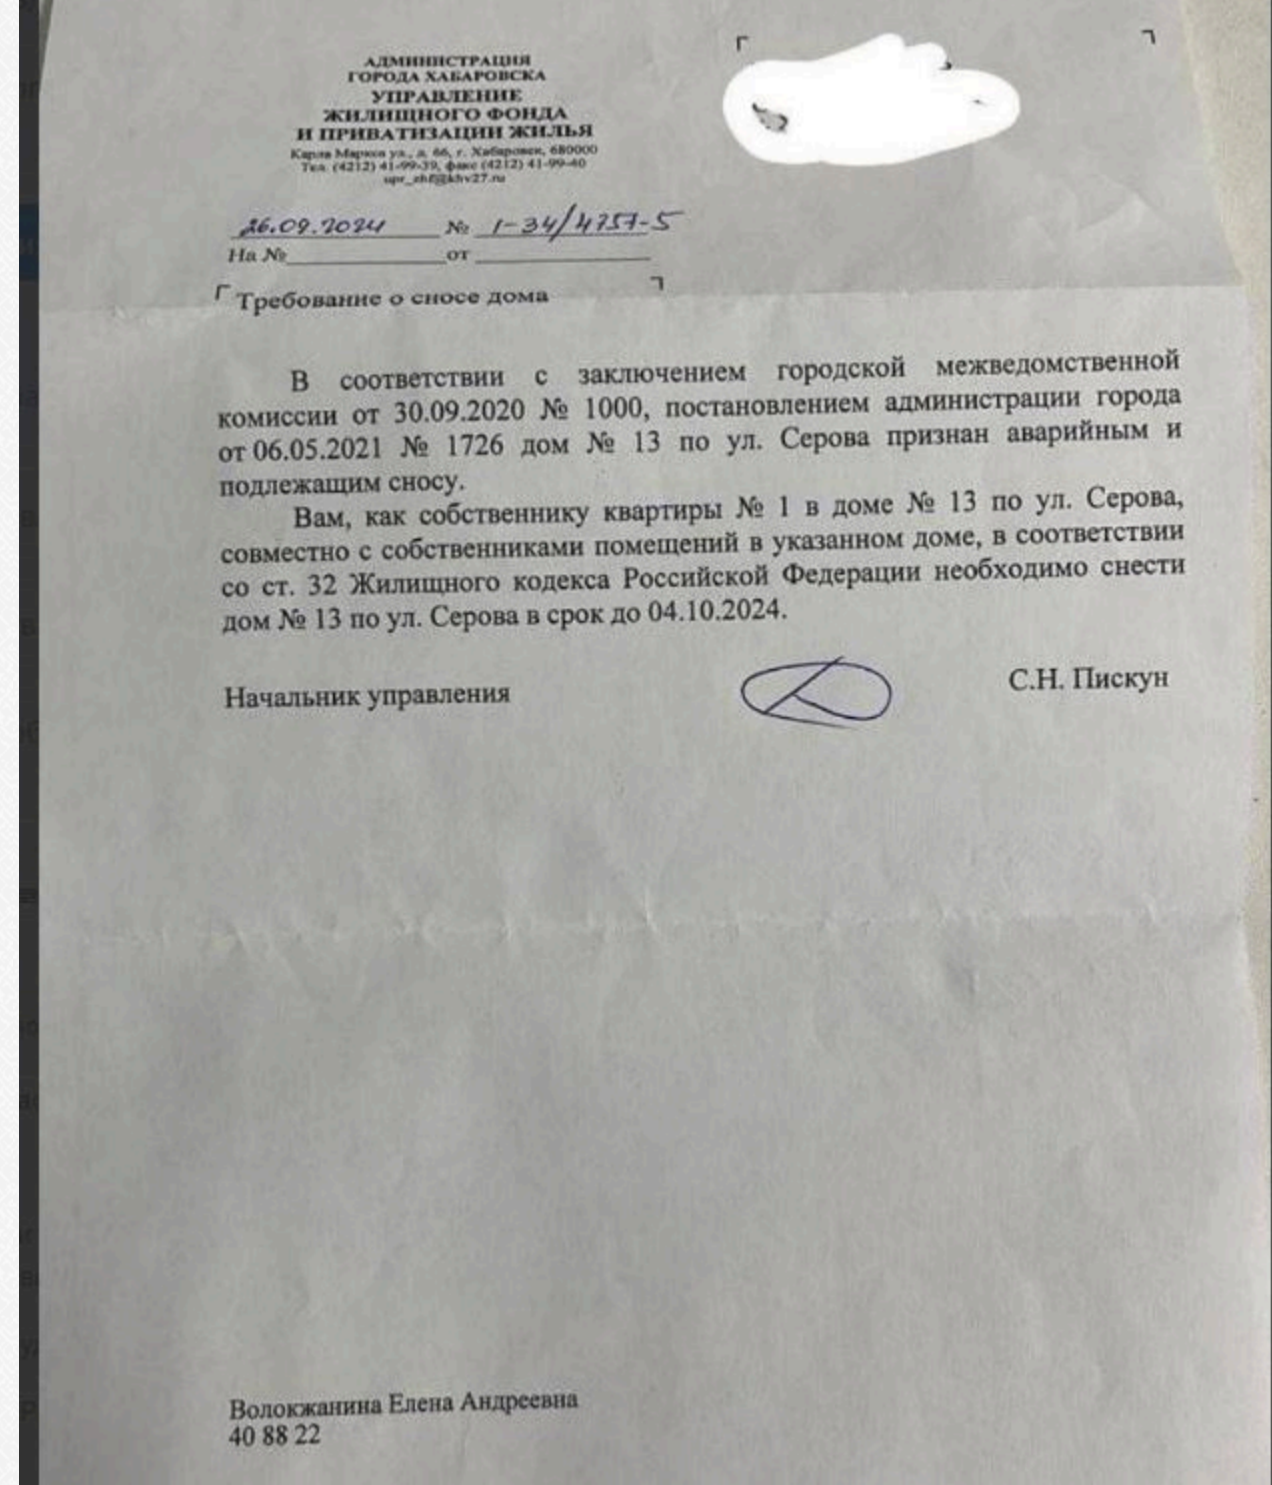 АДМИНИСТРАЦИЯ
ГОРОДА ХАБАРОВСКА
УПРАВЛЕНИЕ
ЖИЛИЩНОГО ФОНДА
И ПРИВАТИЗАЦИИ ЖИЛЬЯ
Карла Маркса ул., д. 66, г. Хабаровск, 680000
Тел. (4212) 41-99-39, факс (4212) 41-99-40
upr_zhf@khv27.ru
26.09.2024 № 1-34/4757-5
На № от
Требование о сносе дома
В соответствии с заключением городской межведомственной
комиссии от 30.09.2020 № 1000, постановлением администрации города
от 06.05.2021 № 1726 дом № 13 по ул. Серова признан аварийным и
подлежащим сносу.
Вам, как собственнику квартиры № 1 в доме № 13 по ул. Серова,
совместно с собственниками помещений в указанном доме, в соответствии
со ст. 32 Жилищного кодекса Российской Федерации необходимо снести
дом № 13 по ул. Серова в срок до 04.10.2024.
Начальник управления С.Н. Пискун
Волокжанина Елена Андреевна
40 88 22